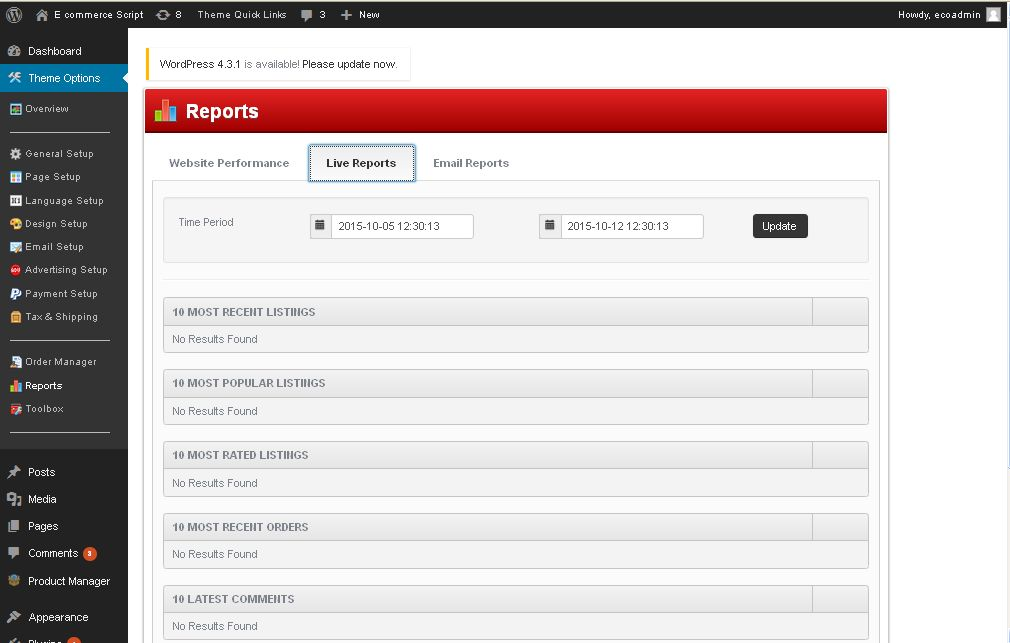 E commerce Script 8 Theme Quick Links 3 New Howdy, ecoadmin
Dashboard
Theme Options
Overview
General Setup
Page Setup
Language Setup
Design Setup
Email Setup
Advertising Setup
Payment Setup
Tax & Shipping
Order Manager
Reports
Toolbox
Posts
Media
Pages
Comments 3
Product Manager
Appearance
Plugins
WordPress 4.3.1 is available! Please update now.
Reports
Website Performance Live Reports Email Reports
Time Period 2015-10-05 12:30:13 2015-10-12 12:30:13 Update
10 MOST RECENT LISTINGS
No Results Found
10 MOST POPULAR LISTINGS
No Results Found
10 MOST RATED LISTINGS
No Results Found
10 MOST RECENT ORDERS
No Results Found
10 LATEST COMMENTS
No Results Found